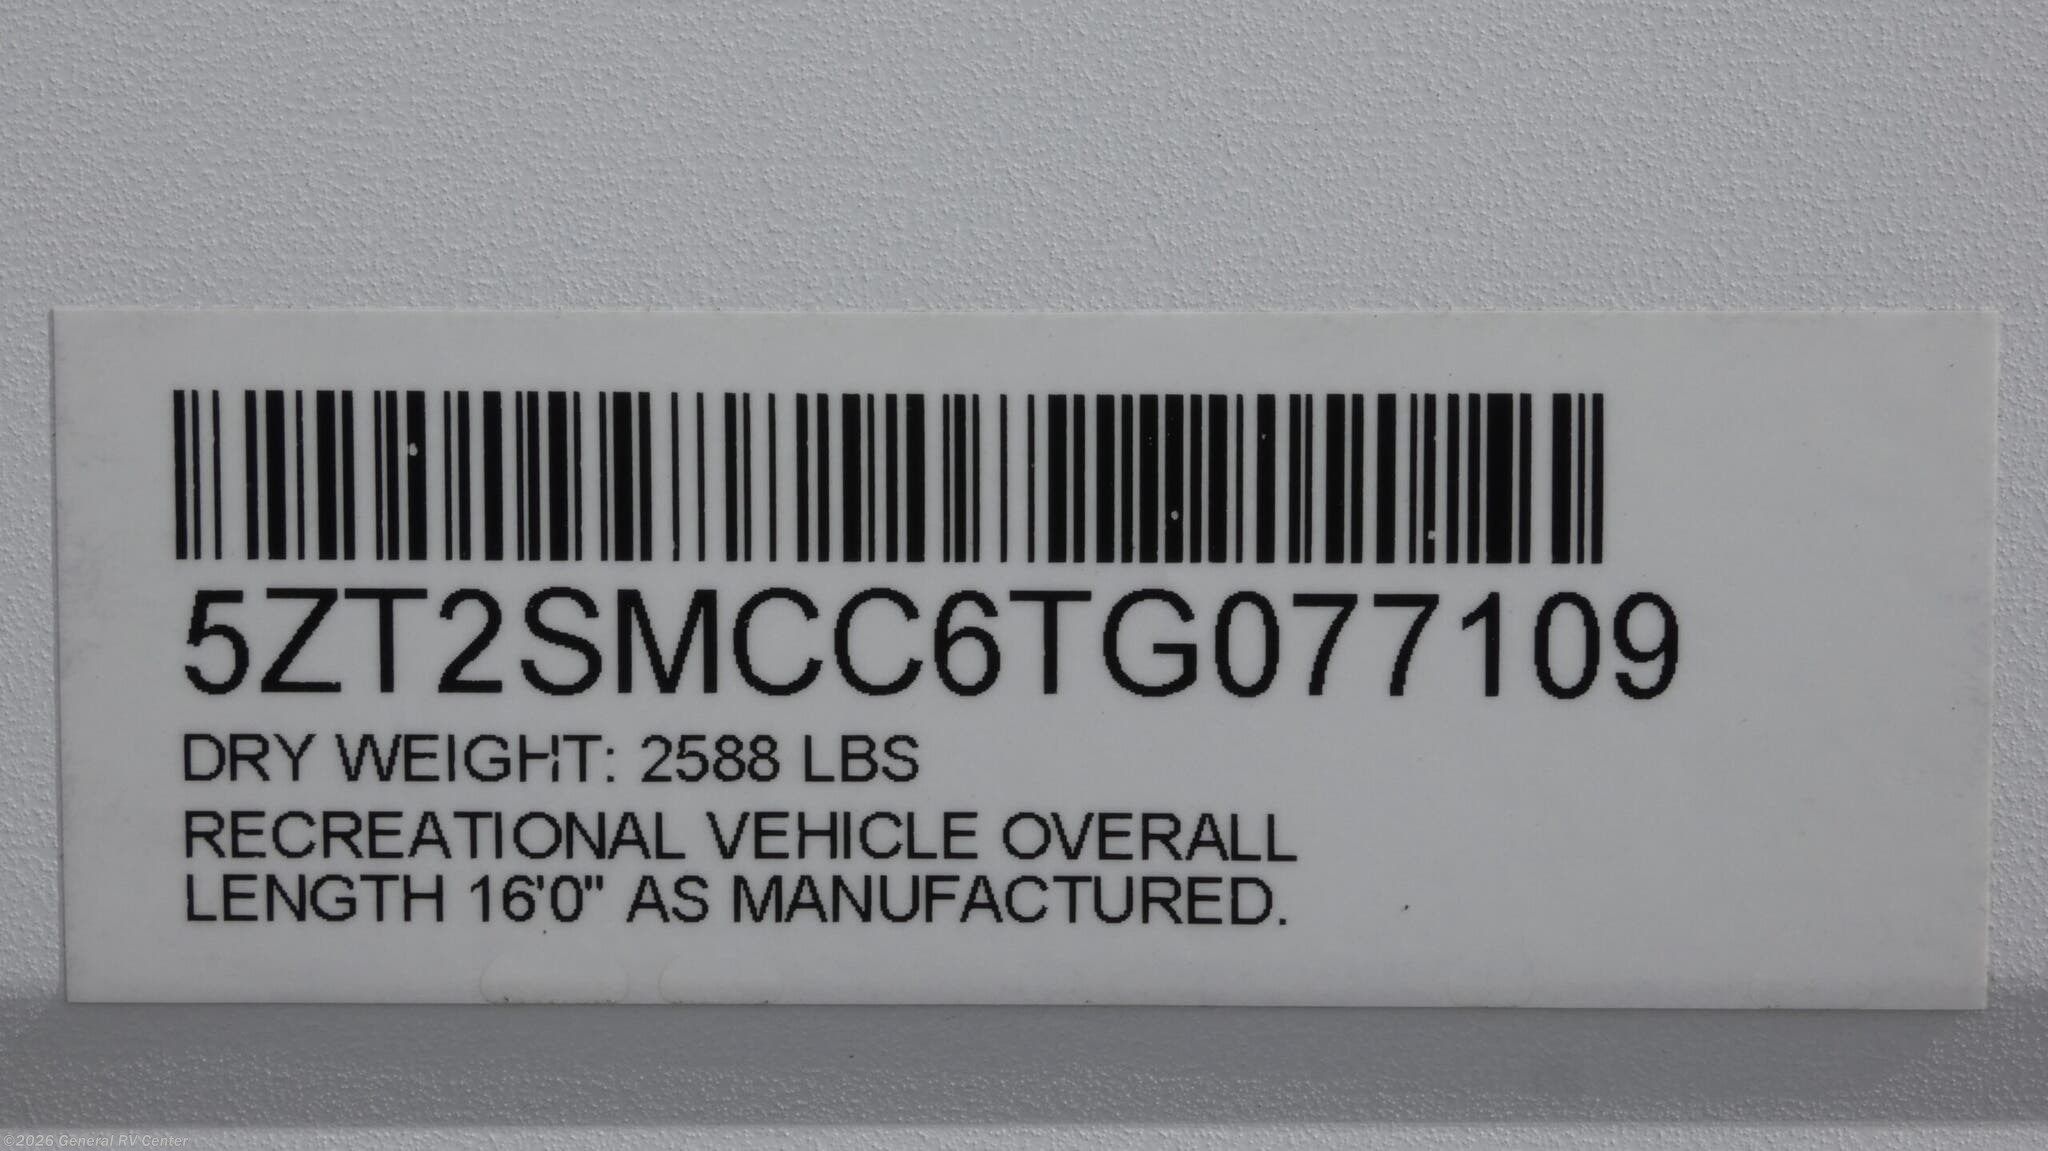 5ZT2SMCC6TG077109
DRY WEIGHT: 2588 LBS
RECREATIONAL VEHICLE OVERALL
LENGTH 16'0" AS MANUFACTURED.
©2026 General RV Center